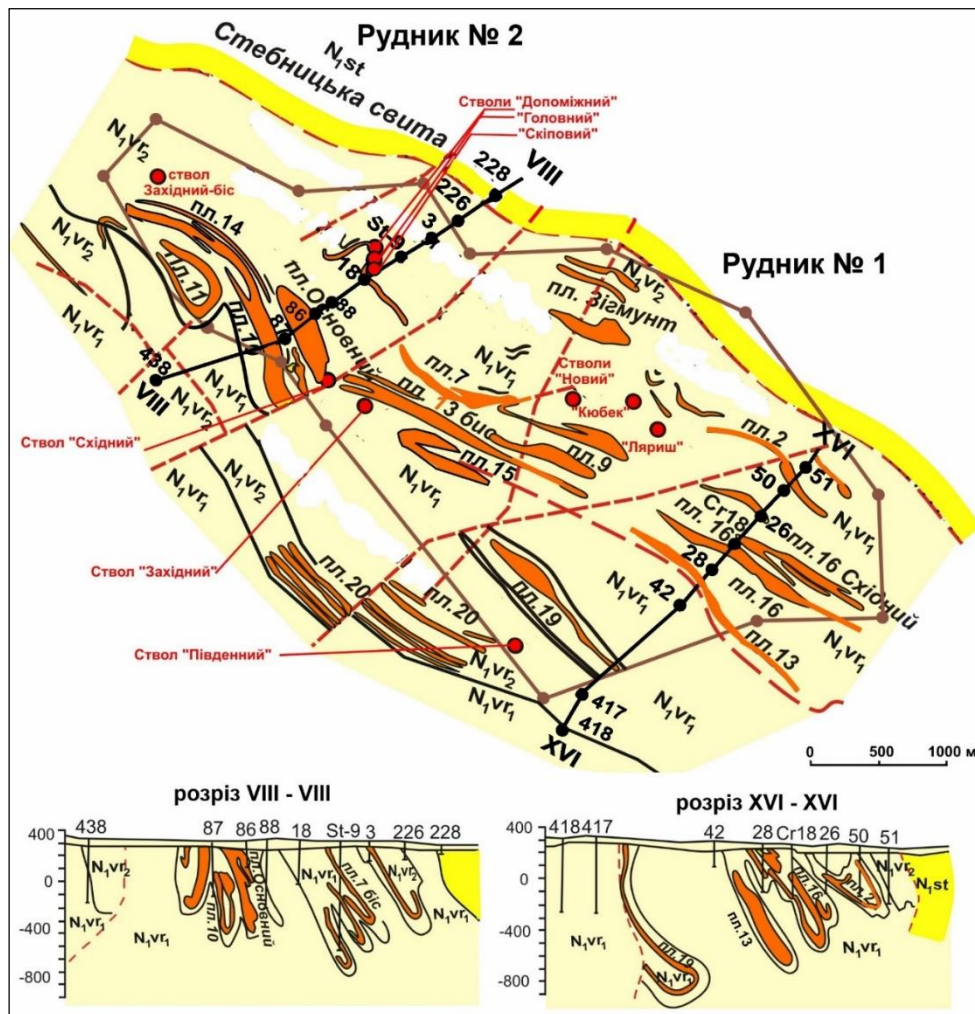 Рудник № 2
N₁st
Стебницька свита
Стволи "Допоміжний"
"Головний"
"Скіповий"
228
VIII
226
3
St-9
18
N₁vr₂
ствол
Західний-біс
пл.14
N₁vr₂
N₁vr₂
пл.11
пл.1
пл.Основний
88
86
87
438
VIII
N₁vr₁
N₁vr₁
N₁vr₂
Рудник № 1
N₁vr₂
пл. Зігмунт
N₁vr₁
пл.7
Стволи
"Новий"
"Кюбек"
"Ляриш"
пл. 3 біс
пл.9
пл.15
пл.2
XVI
51
50
Ствол "Східний"
N₁vr₂
N₁vr₁
N₁vr₁
N₁vr₁
Cr18
26
пл. 16
пл.16 Східний
28
42
N₁vr₁
пл.16
N₁vr₁
пл.13
Ствол "Західний"
пл.20
пл.20
пл.19
Ствол "Південний"
N₁vr₂
N₁vr₁
N₁vr₁
417
418
XVI
0 500 1000 м
розріз VIII - VIII
400
0
-400
-800
438
87
86
88
18
St-9
3
226
228
N₁vr₂
N₁vr₁
N₁vr₁
пл.10
пл.Основний
N₁vr₁
пл.7 біс
N₁vr₂
розріз XVI - XVI
400
0
-400
-800
418
417
42
28
Cr18
26
50
51
N₁vr₂
N₁st
пл.16
пл.2
пл.13
N₁vr₁
N₁vr₁
пл.19
N₁vr₁